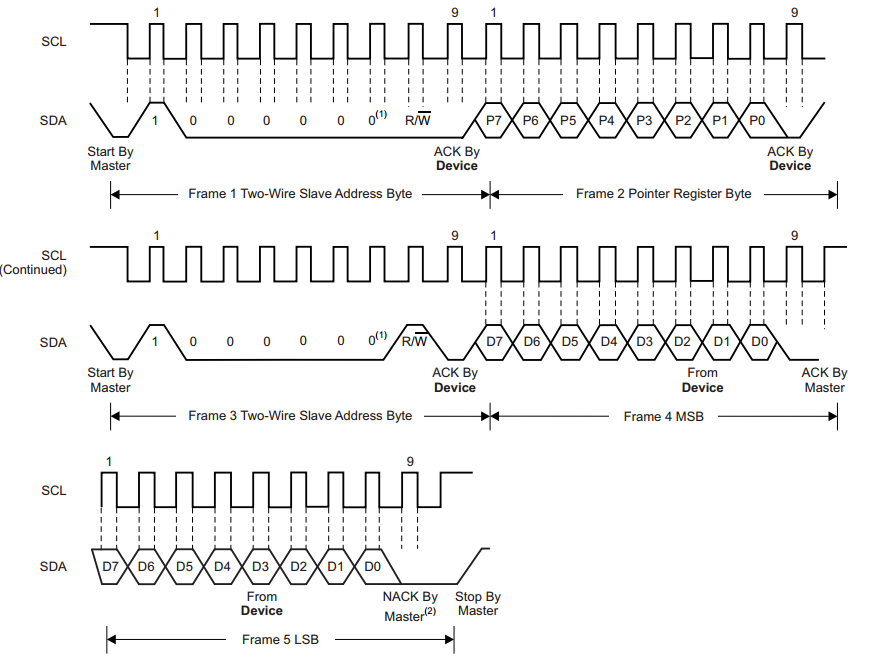 1 9 1 9
SCL
SDA 1 0 0 0 0 0 0(1) R/W P7 P6 P5 P4 P3 P2 P1 P0
Start By ACK By ACK By
Master Device Device
Frame 1 Two-Wire Slave Address Byte Frame 2 Pointer Register Byte
1 9 1 9
SCL
(Continued)
SDA 1 0 0 0 0 0(1) R/W D7 D6 D5 D4 D3 D2 D1 D0
Start By ACK By From ACK By
Master Device Device Master
Frame 3 Two-Wire Slave Address Byte Frame 4 MSB
1 9
SCL
SDA D7 D6 D5 D4 D3 D2 D1 D0
From NACK By Stop By
Device Master(2) Master
Frame 5 LSB